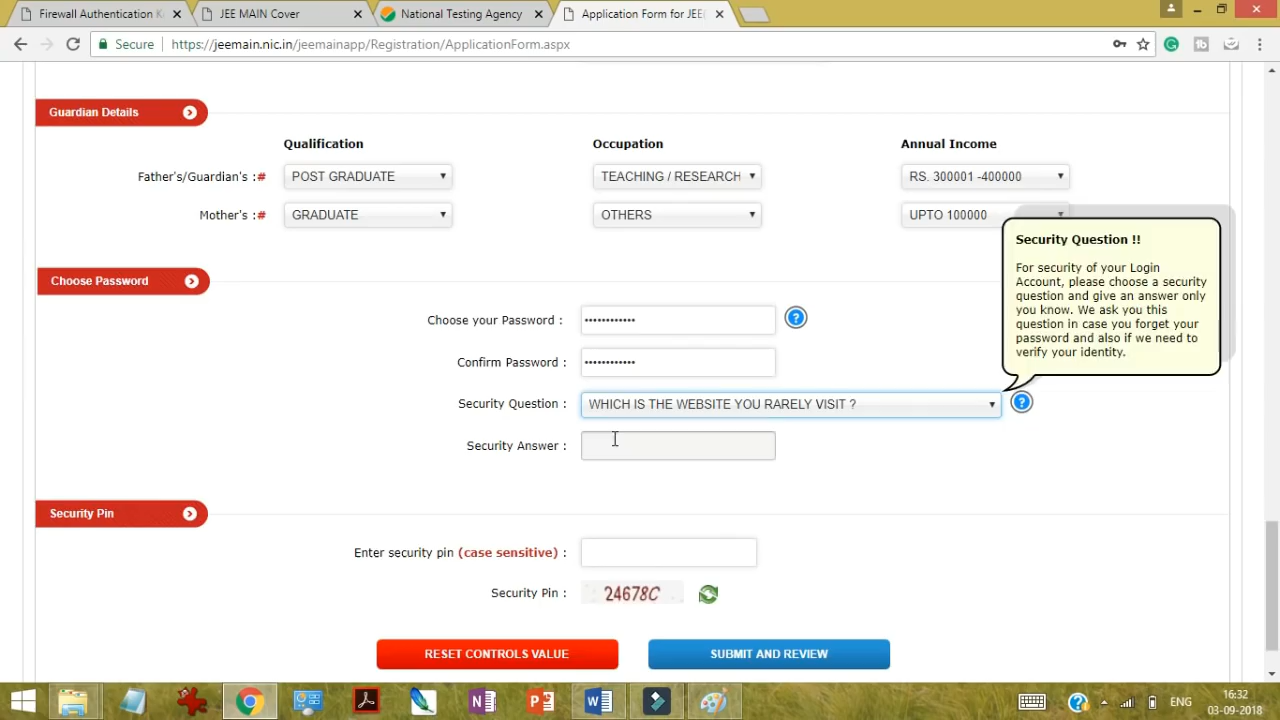 Firewall Authentication K
JEE MAIN Cover
National Testing Agency
Application Form for JEE(
Secure
https://jeemain.nic.in/jeemainapp/Registration/ApplicationForm.aspx
Guardian Details
Qualification
Occupation
Annual Income
Father's/Guardian's :#
POST GRADUATE
TEACHING / RESEARCH
RS. 300001 -400000
Mother's :#
GRADUATE
OTHERS
UPTO 100000
Security Question !!
For security of your Login
Account, please choose a security
question and give an answer only
you know. We ask you this
question in case you forget your
password and also if we need to
verify your identity.
Choose Password
Choose your Password :
Confirm Password :
Security Question :
WHICH IS THE WEBSITE YOU RARELY VISIT ?
Security Answer :
Security Pin
Enter security pin (case sensitive) :
Security Pin :
24678C
RESET CONTROLS VALUE
SUBMIT AND REVIEW
ENG
16:32
03-09-2018